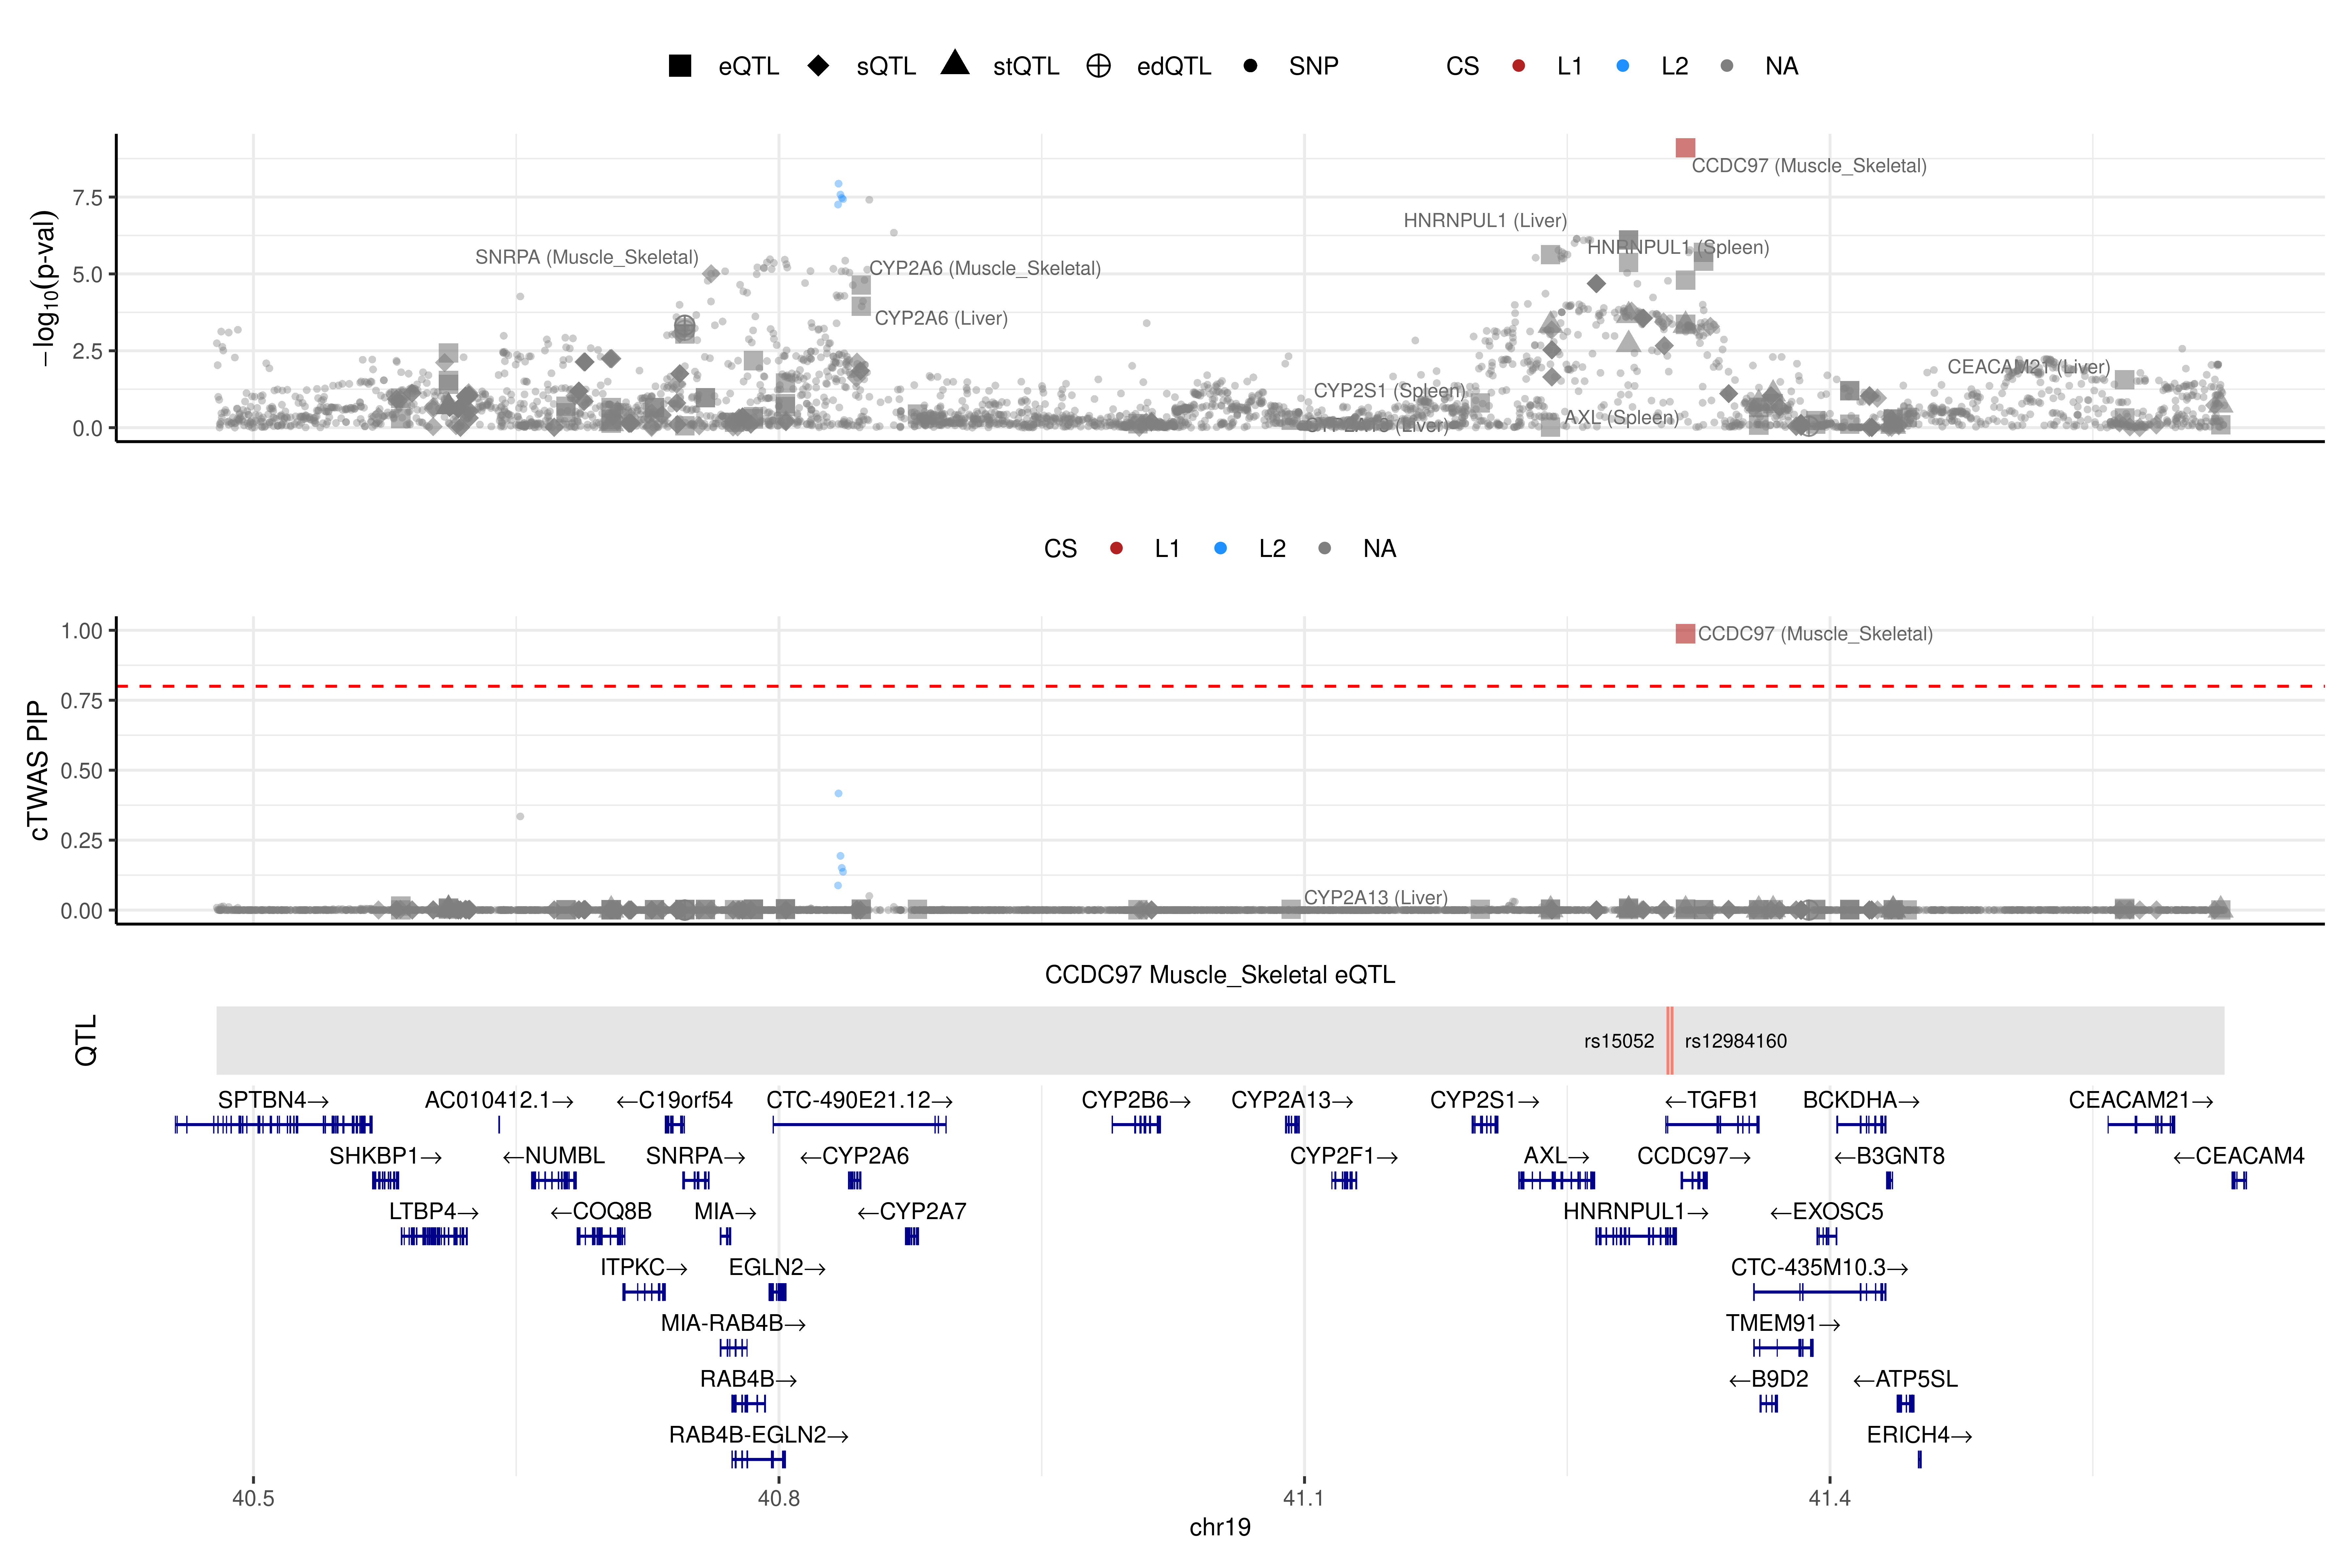 eQTL sQTL stQTL edQTL SNP CS L1 L2 NA
−log10(p-val)
7.5
5.0
2.5
0.0
CCDC97 (Muscle_Skeletal)
HNRNPUL1 (Liver)
HNRNPUL1 (Spleen)
SNRPA (Muscle_Skeletal)
CYP2A6 (Muscle_Skeletal)
CYP2A6 (Liver)
CEACAM21 (Liver)
CYP2S1 (Spleen)
AXL (Spleen)
CYP2A13 (Liver)
CS L1 L2 NA
cTWAS PIP
1.00
0.75
0.50
0.25
0.00
CCDC97 (Muscle_Skeletal)
CYP2A13 (Liver)
CCDC97 Muscle_Skeletal eQTL
QTL
rs15052 rs12984160
SPTBN4→ AC010412.1→ ←C19orf54 CTC-490E21.12→ CYP2B6→ CYP2A13→ CYP2S1→ ←TGFB1 BCKDHA→ CEACAM21→
SHKBP1→ ←NUMBL SNRPA→ ←CYP2A6 CYP2F1→ AXL→ CCDC97→ ←B3GNT8 ←CEACAM4
LTBP4→ ←COQ8B MIA→ ←CYP2A7 HNRNPUL1→ ←EXOSC5
ITPKC→ EGLN2→ CTC-435M10.3→
MIA-RAB4B→ TMEM91→
RAB4B→ ←B9D2 ←ATP5SL
RAB4B-EGLN2→ ERICH4→
40.5 40.8 41.1 41.4
chr19